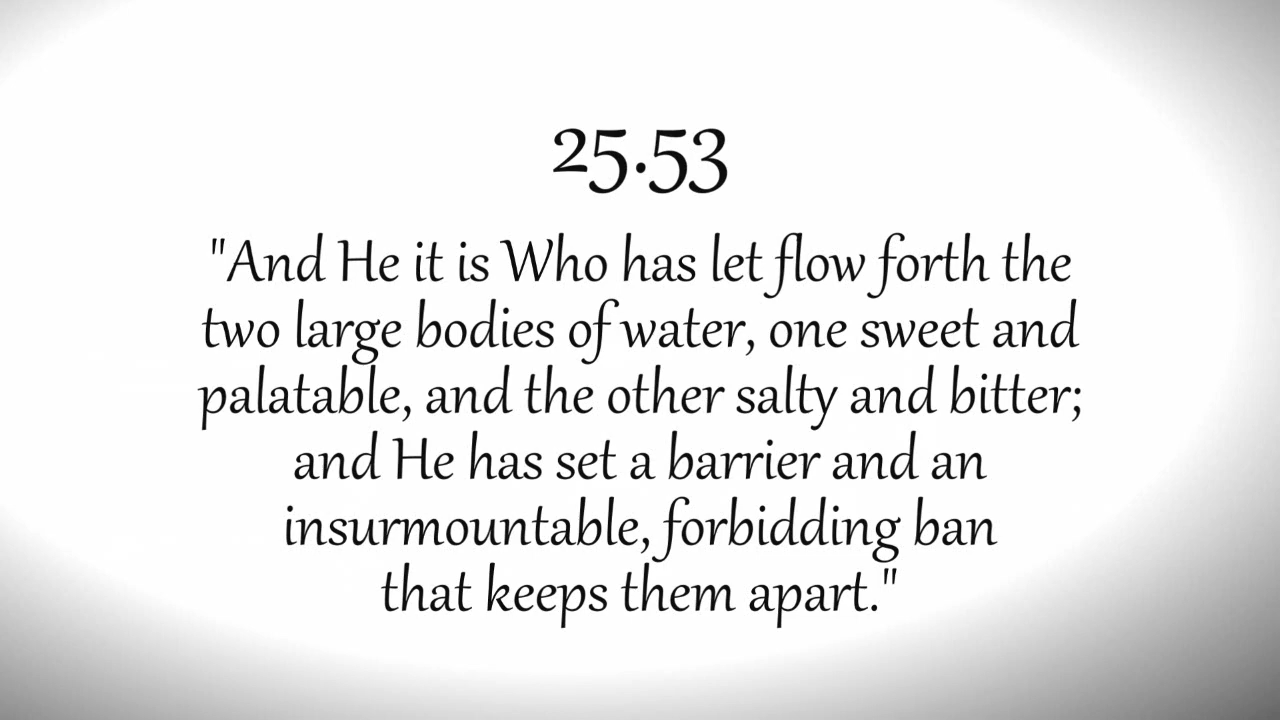 25.53
"And He it is Who has let flow forth the
two large bodies of water, one sweet and
palatable, and the other salty and bitter;
and He has set a barrier and an
insurmountable, forbidding ban
that keeps them apart."